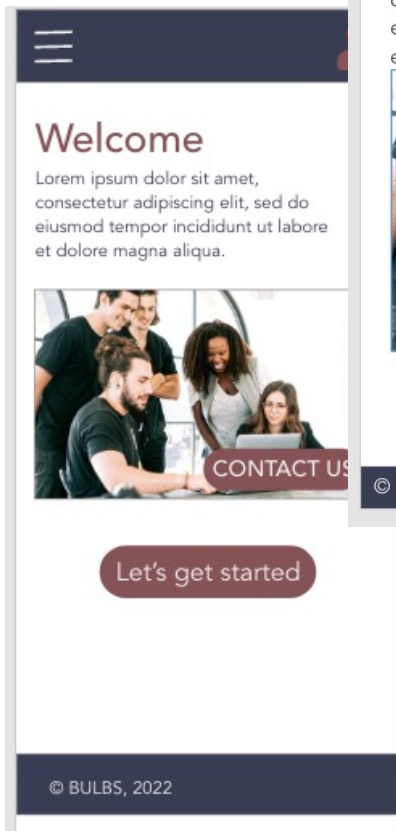 Welcome
Lorem ipsum dolor sit amet,
consectetur adipiscing elit, sed do
eiusmod tempor incididunt ut labore
et dolore magna aliqua.
CONTACT US
Let's get started
© BULBS, 2022
©